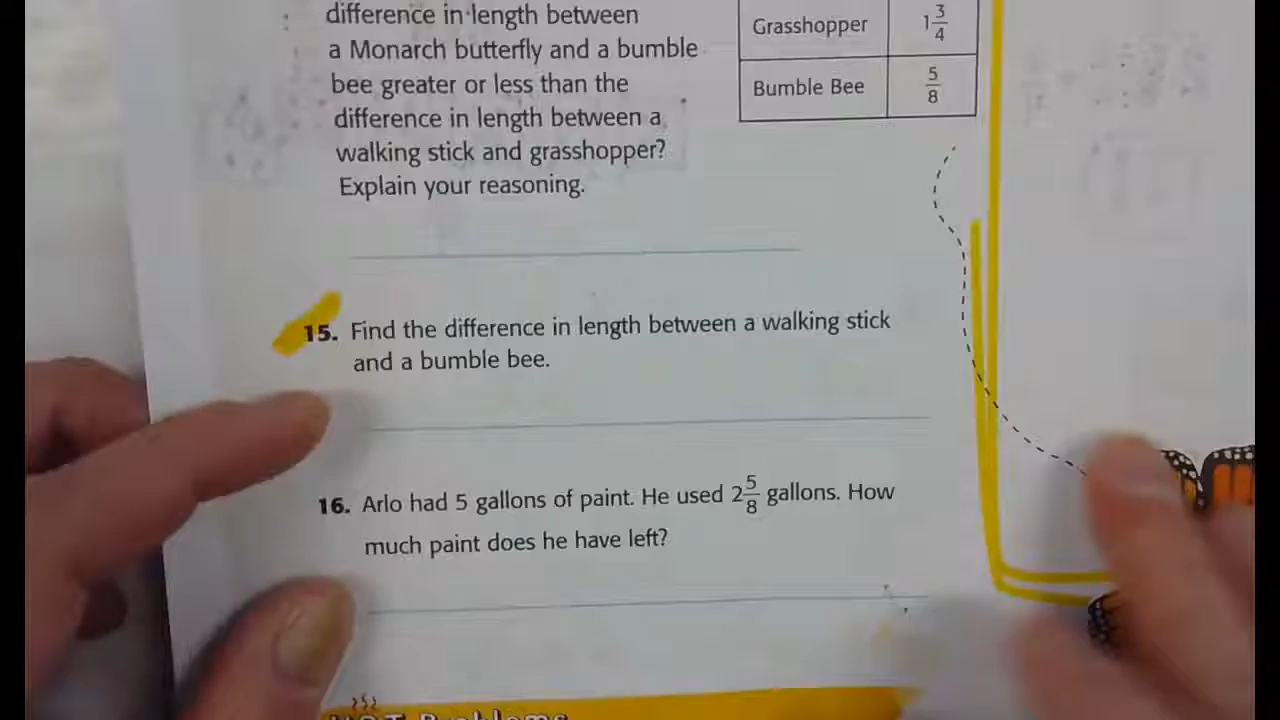 difference in length between
a Monarch butterfly and a bumble
bee greater or less than the
difference in length between a
walking stick and grasshopper?
Explain your reasoning.
Grasshopper 1 3/4
Bumble Bee 5/8
15. Find the difference in length between a walking stick
and a bumble bee.
16. Arlo had 5 gallons of paint. He used 2 5/8 gallons. How
much paint does he have left?
Problems